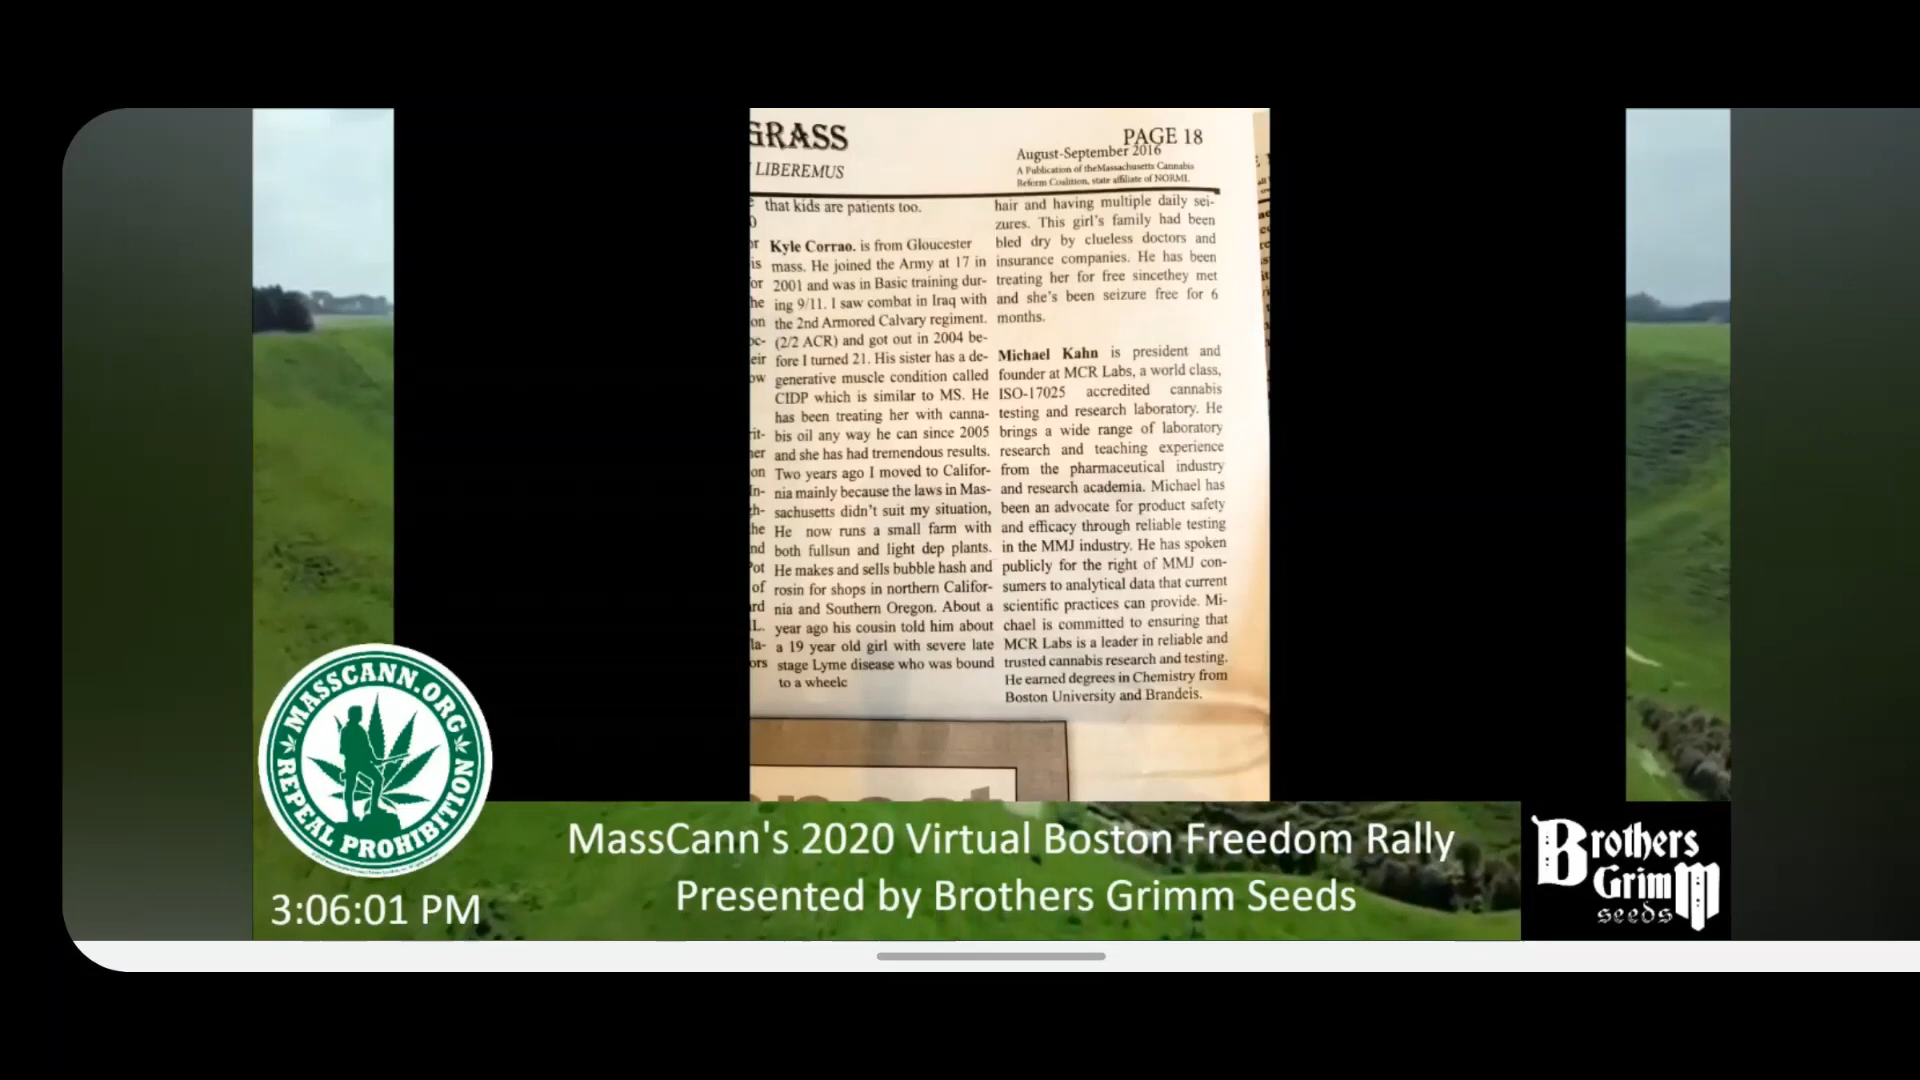 GRASS
LIBEREMUS
PAGE 18
August-September 2016
A Publication of theMassachusetts Cannabis
Reform Coalition, state affiliate of NORML
that kids are patients too.
Kyle Corrao. is from Gloucester
mass. He joined the Army at 17 in
2001 and was in Basic training dur-
ing 9/11. I saw combat in Iraq with
the 2nd Armored Calvary regiment.
(2/2 ACR) and got out in 2004 be-
fore I turned 21. His sister has a de-
generative muscle condition called
CIDP which is similar to MS. He
has been treating her with canna-
bis oil any way he can since 2005
and she has had tremendous results.
Two years ago I moved to Califor-
nia mainly because the laws in Mas-
sachusetts didn't suit my situation,
He now runs a small farm with
both fullsun and light dep plants.
He makes and sells bubble hash and
rosin for shops in northern Califor-
nia and Southern Oregon. About a
year ago his cousin told him about
a 19 year old girl with severe late
stage Lyme disease who was bound
to a wheelc
hair and having multiple daily sei-
zures. This girl's family had been
bled dry by clueless doctors and
insurance companies. He has been
treating her for free sincethey met
and she's been seizure free for 6
months.
Michael Kahn is president and
founder at MCR Labs, a world class,
ISO-17025 accredited cannabis
testing and research laboratory. He
brings a wide range of laboratory
research and teaching experience
from the pharmaceutical industry
and research academia. Michael has
been an advocate for product safety
and efficacy through reliable testing
in the MMJ industry. He has spoken
publicly for the right of MMJ con-
sumers to analytical data that current
scientific practices can provide. Mi-
chael is committed to ensuring that
MCR Labs is a leader in reliable and
trusted cannabis research and testing.
He earned degrees in Chemistry from
Boston University and Brandeis.
MASSCANN.ORG
REPEAL PROHIBITION
3:06:01 PM
MassCann's 2020 Virtual Boston Freedom Rally
Presented by Brothers Grimm Seeds
Brothers
Grimm
seeds